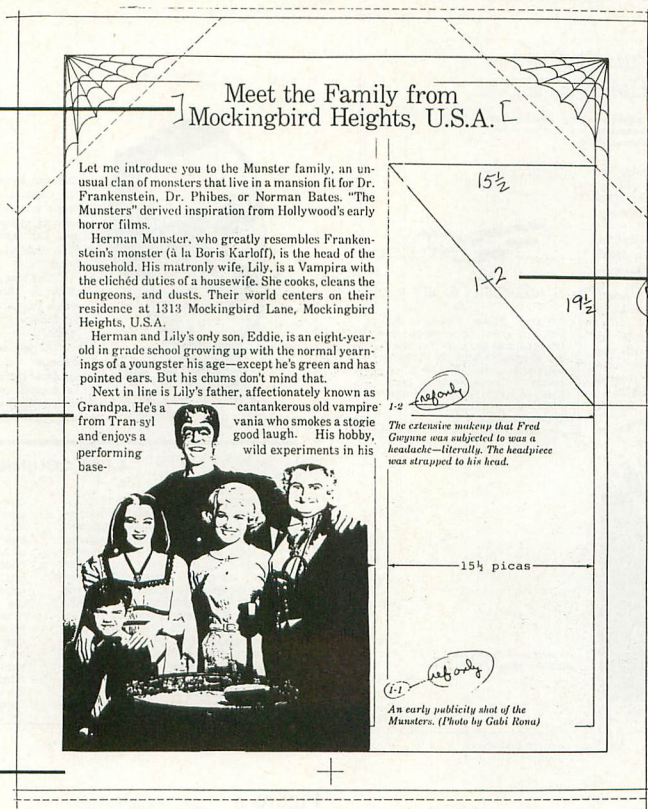 Meet the Family from
Mockingbird Heights, U.S.A.
Let me introduce you to the Munster family, an un-
usual clan of monsters that live in a mansion fit for Dr.
Frankenstein, Dr. Phibes, or Norman Bates. "The
Munsters" derived inspiration from Hollywood's early
horror films.
Herman Munster, who greatly resembles Franken-
stein's monster (à la Boris Karloff), is the head of the
household. His matronly wife, Lily, is a Vampira with
the clichéd duties of a housewife. She cooks, cleans the
dungeons, and dusts. Their world centers on their
residence at 1313 Mockingbird Lane, Mockingbird
Heights, U.S.A.
Herman and Lily's only son, Eddie, is an eight-year-
old in grade school growing up with the normal yearn-
ings of a youngster his age—except he's green and has
pointed ears. But his chums don't mind that.
Next in line is Lily's father, affectionately known as
Grandpa. He's a cantankerous old vampire
from Tran syl vania who smokes a stogie
and enjoys a good laugh. His hobby,
performing wild experiments in his
base-
15½
1-2
19½
1-2 ref only
The extensive makeup that Fred
Gwynne was subjected to was a
headache—literally. The headpiece
was strapped to his head.
15½ picas
1-1 ref only
An early publicity shot of the
Munsters. (Photo by Gabi Rona)